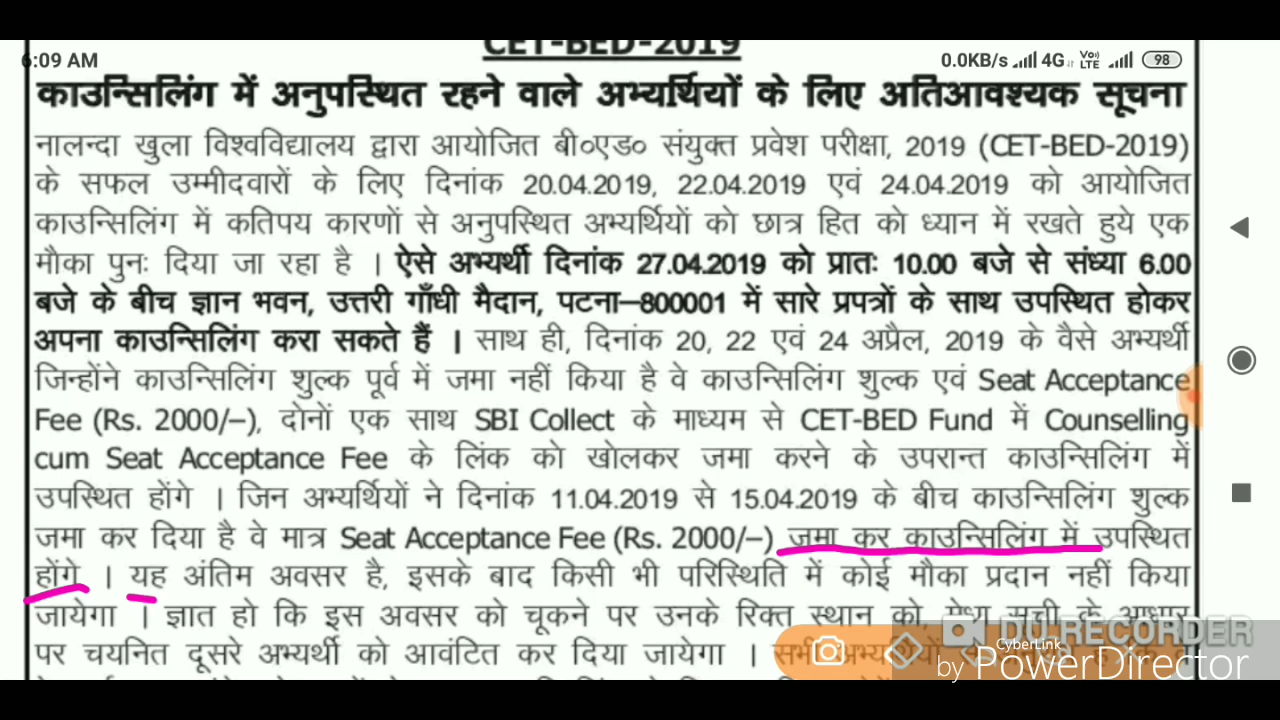 CET-BED-2019
6:09 AM 0.0KB/s 4G Vo)) LTE 98
काउन्सिलिंग में अनुपस्थित रहने वाले अभ्यर्थियों के लिए अतिआवश्यक सूचना
नालन्दा खुला विश्वविद्यालय द्वारा आयोजित बी०एड० संयुक्त प्रवेश परीक्षा, 2019 (CET-BED-2019)
के सफल उम्मीदवारों के लिए दिनांक 20.04.2019, 22.04.2019 एवं 24.04.2019 को आयोजित
काउन्सिलिंग में कतिपय कारणों से अनुपस्थित अभ्यर्थियों को छात्र हित को ध्यान में रखते हुये एक
मौका पुनः दिया जा रहा है । ऐसे अभ्यर्थी दिनांक 27.04.2019 को प्रातः 10.00 बजे से संध्या 6.00
बजे के बीच ज्ञान भवन, उत्तरी गाँधी मैदान, पटना–800001 में सारे प्रपत्रों के साथ उपस्थित होकर
अपना काउन्सिलिंग करा सकते हैं । साथ ही, दिनांक 20, 22 एवं 24 अप्रैल, 2019 के वैसे अभ्यर्थी
जिन्होंने काउन्सिलिंग शुल्क पूर्व में जमा नहीं किया है वे काउन्सिलिंग शुल्क एवं Seat Acceptance
Fee (Rs. 2000/–), दोनों एक साथ SBI Collect के माध्यम से CET-BED Fund में Counselling
cum Seat Acceptance Fee के लिंक को खोलकर जमा करने के उपरान्त काउन्सिलिंग में
उपस्थित होंगे । जिन अभ्यर्थियों ने दिनांक 11.04.2019 से 15.04.2019 के बीच काउन्सिलिंग शुल्क
जमा कर दिया है वे मात्र Seat Acceptance Fee (Rs. 2000/–) जमा कर काउन्सिलिंग में उपस्थित
होंगे । यह अंतिम अवसर है, इसके बाद किसी भी परिस्थिति में कोई मौका प्रदान नहीं किया
जायेगा । ज्ञात हो कि इस अवसर को चूकने पर उनके रिक्त स्थान को, मेधा सूची के आधार
पर चयनित दूसरे अभ्यर्थी को आवंटित कर दिया जायेगा । सभी अभ्यर्थियों
DU RECORDER
CyberLink
by PowerDirector